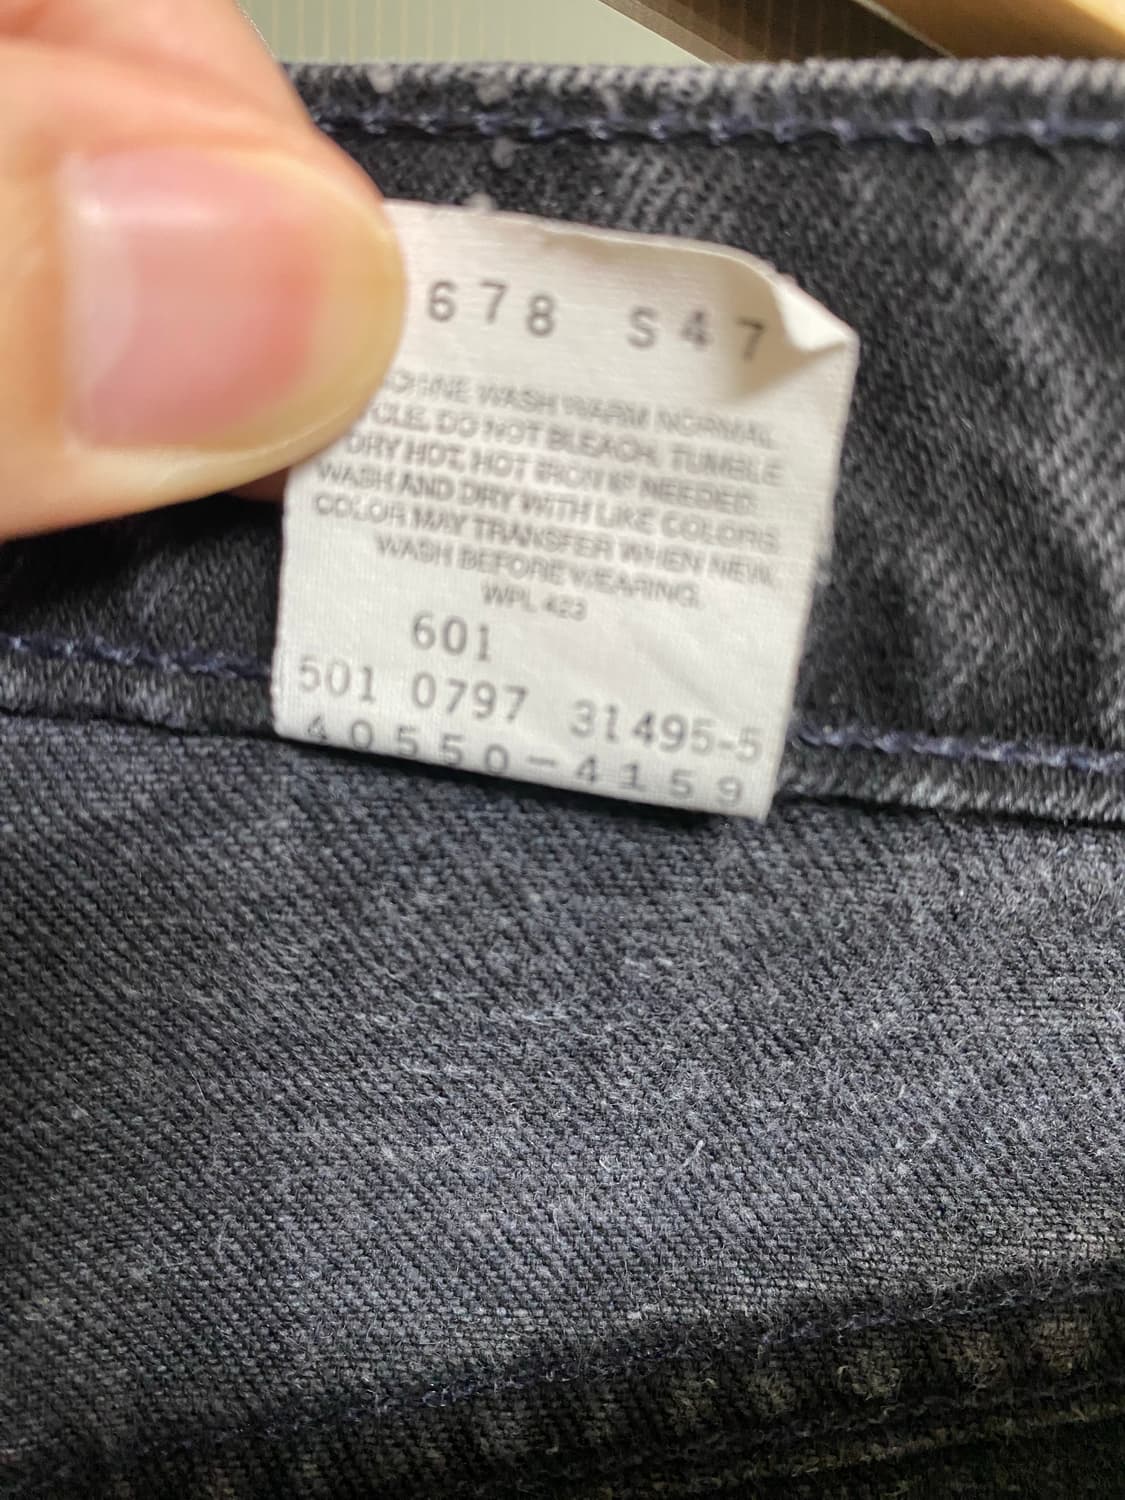 678 S47
CHINE WASH WARM NORMAL
CLE. DO NOT BLEACH. TUMBLE
DRY HOT. HOT IRON IF NEEDED.
WASH AND DRY WITH LIKE COLORS.
COLOR MAY TRANSFER WHEN NEW.
WASH BEFORE WEARING.
WPL 423
601
501 0797 31495-5
40550-4159